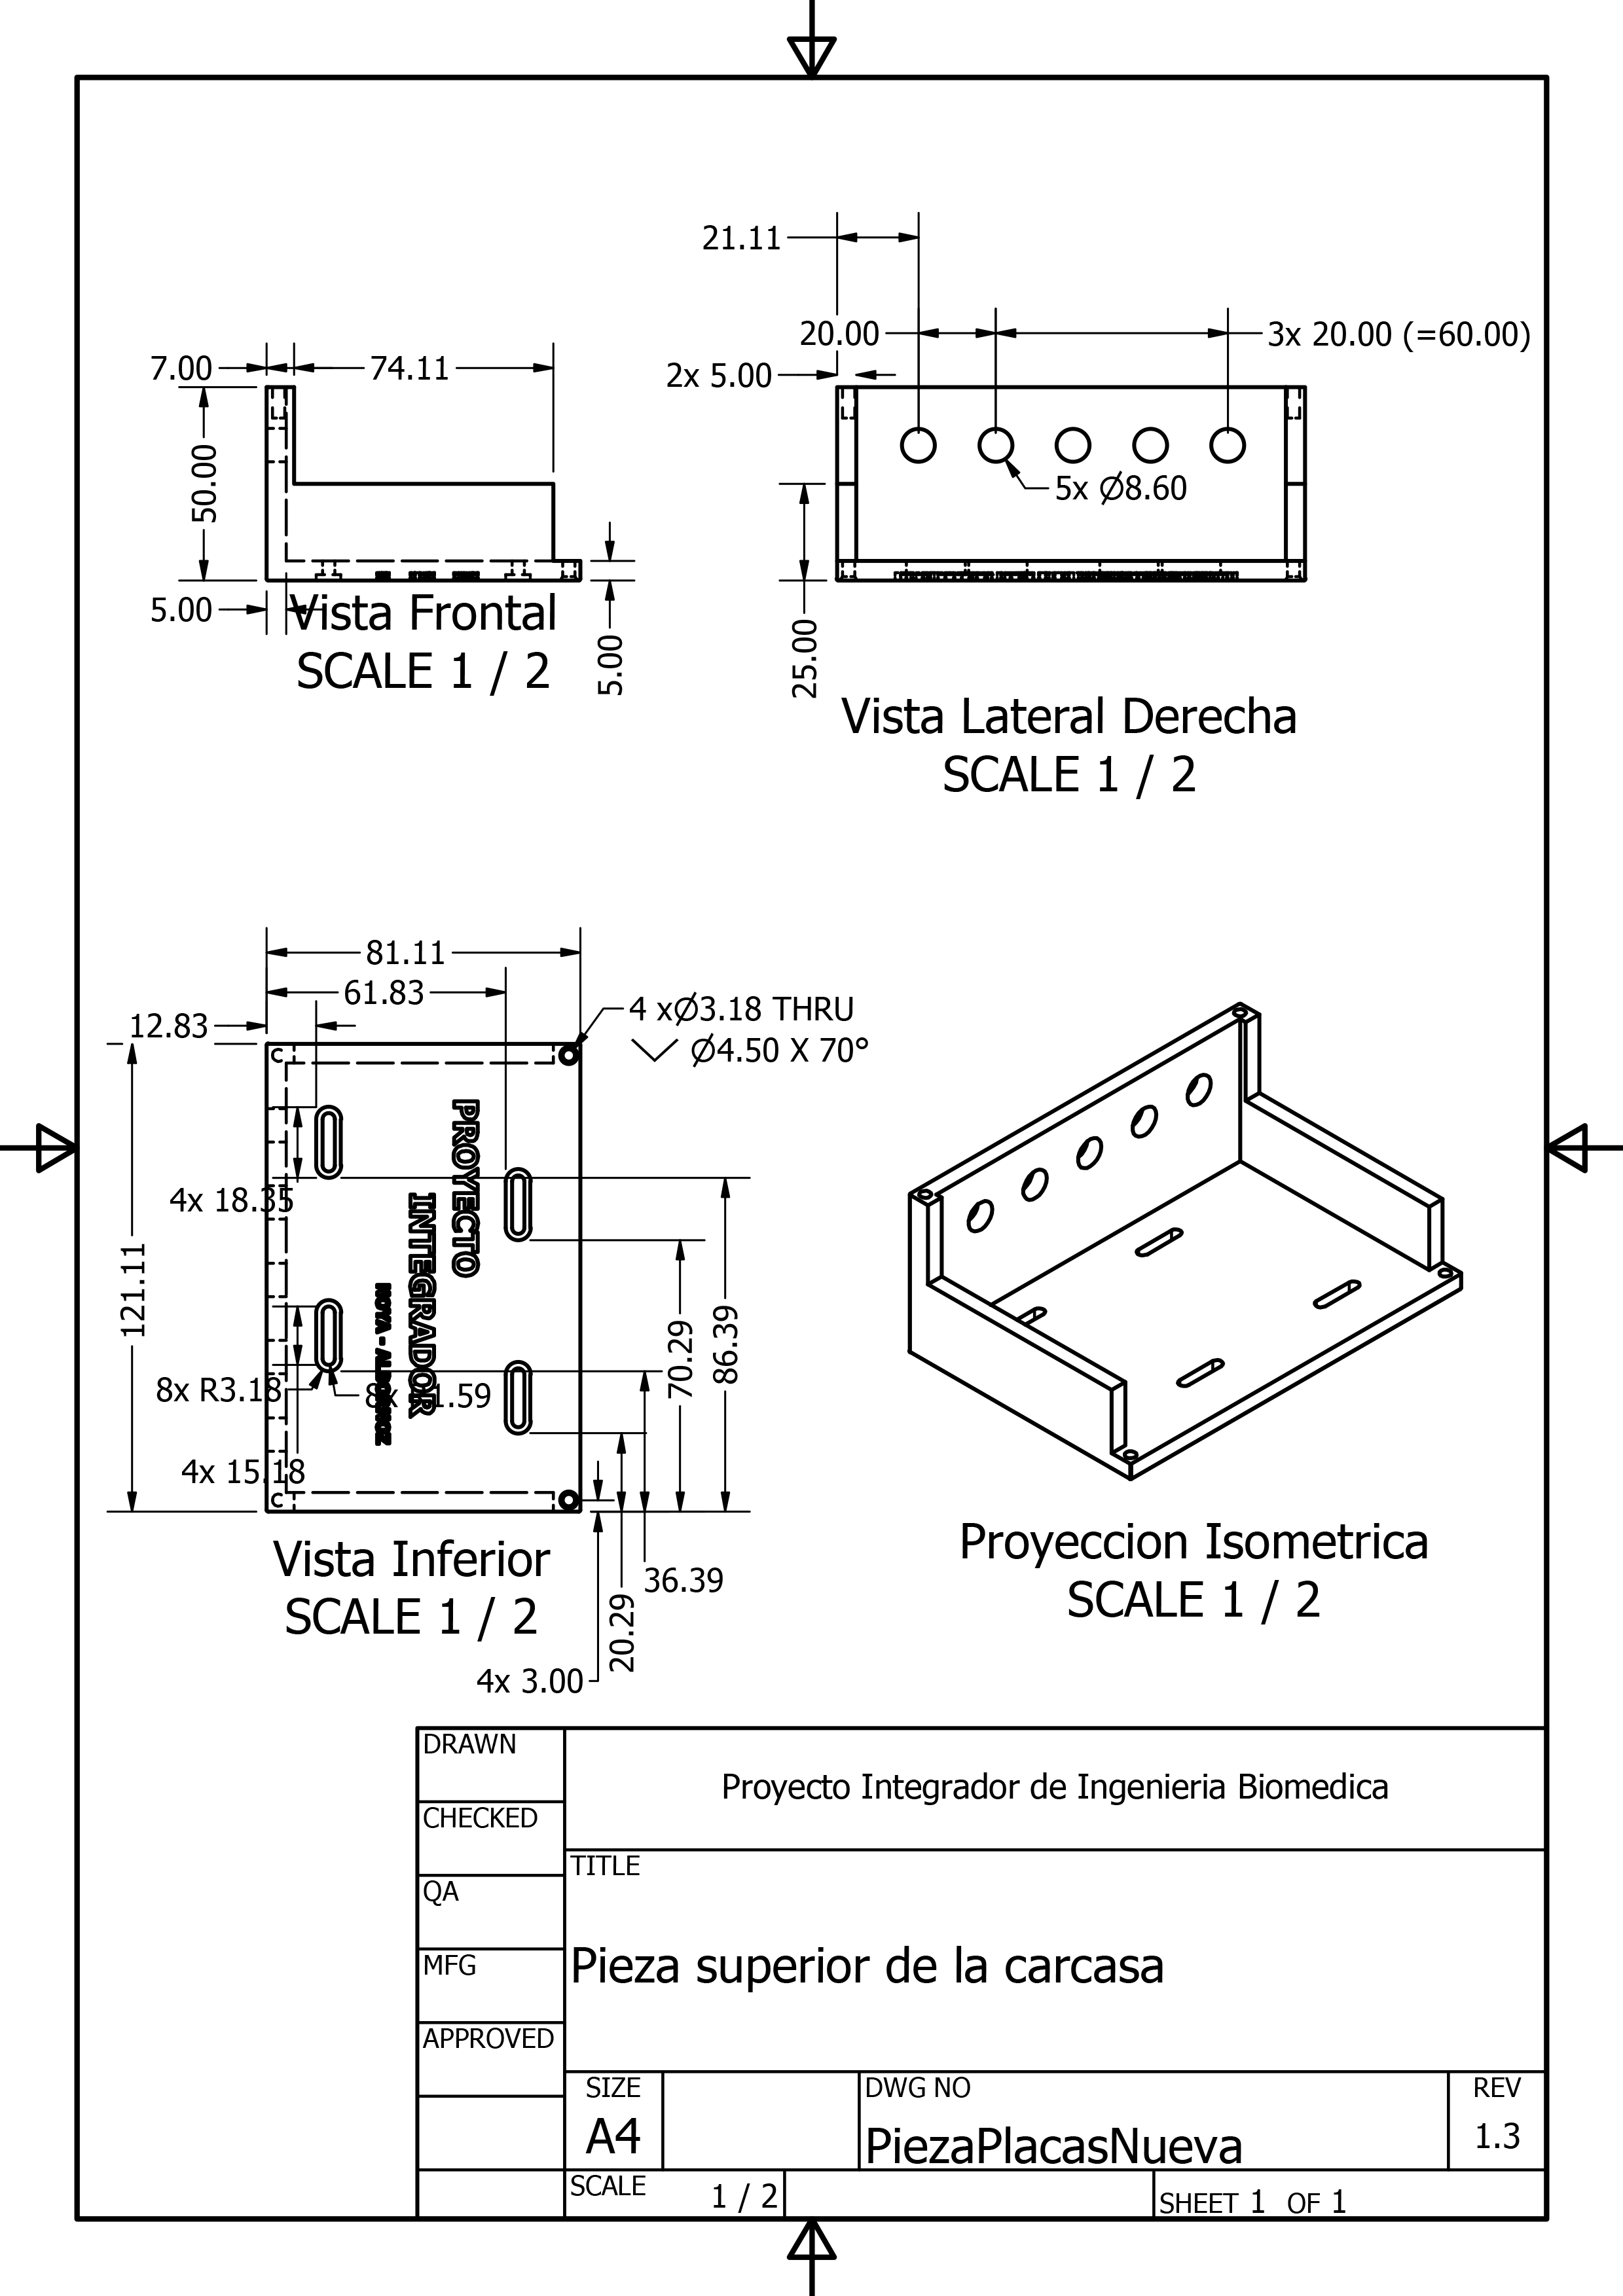 21.11
20.00
3x 20.00 (=60.00)
2x 5.00
7.00
74.11
50.00
5x Ø8.60
5.00
5.00
25.00
Vista Frontal
SCALE 1 / 2
Vista Lateral Derecha
SCALE 1 / 2
81.11
61.83
12.83
4 xØ3.18 THRU
Ø4.50 X 70°
PROYECTO
INTEGRADOR
4x 18.35
121.11
8x R3.18
8x
1.59
4x 15.18
70.29
86.39
36.39
20.29
4x 3.00
Vista Inferior
SCALE 1 / 2
Proyeccion Isometrica
SCALE 1 / 2
DRAWN
CHECKED
QA
MFG
APPROVED
Proyecto Integrador de Ingenieria Biomedica
TITLE
Pieza superior de la carcasa
SIZE
A4
DWG NO
PiezaPlacasNueva
REV
1.3
SCALE
1 / 2
SHEET 1 OF 1